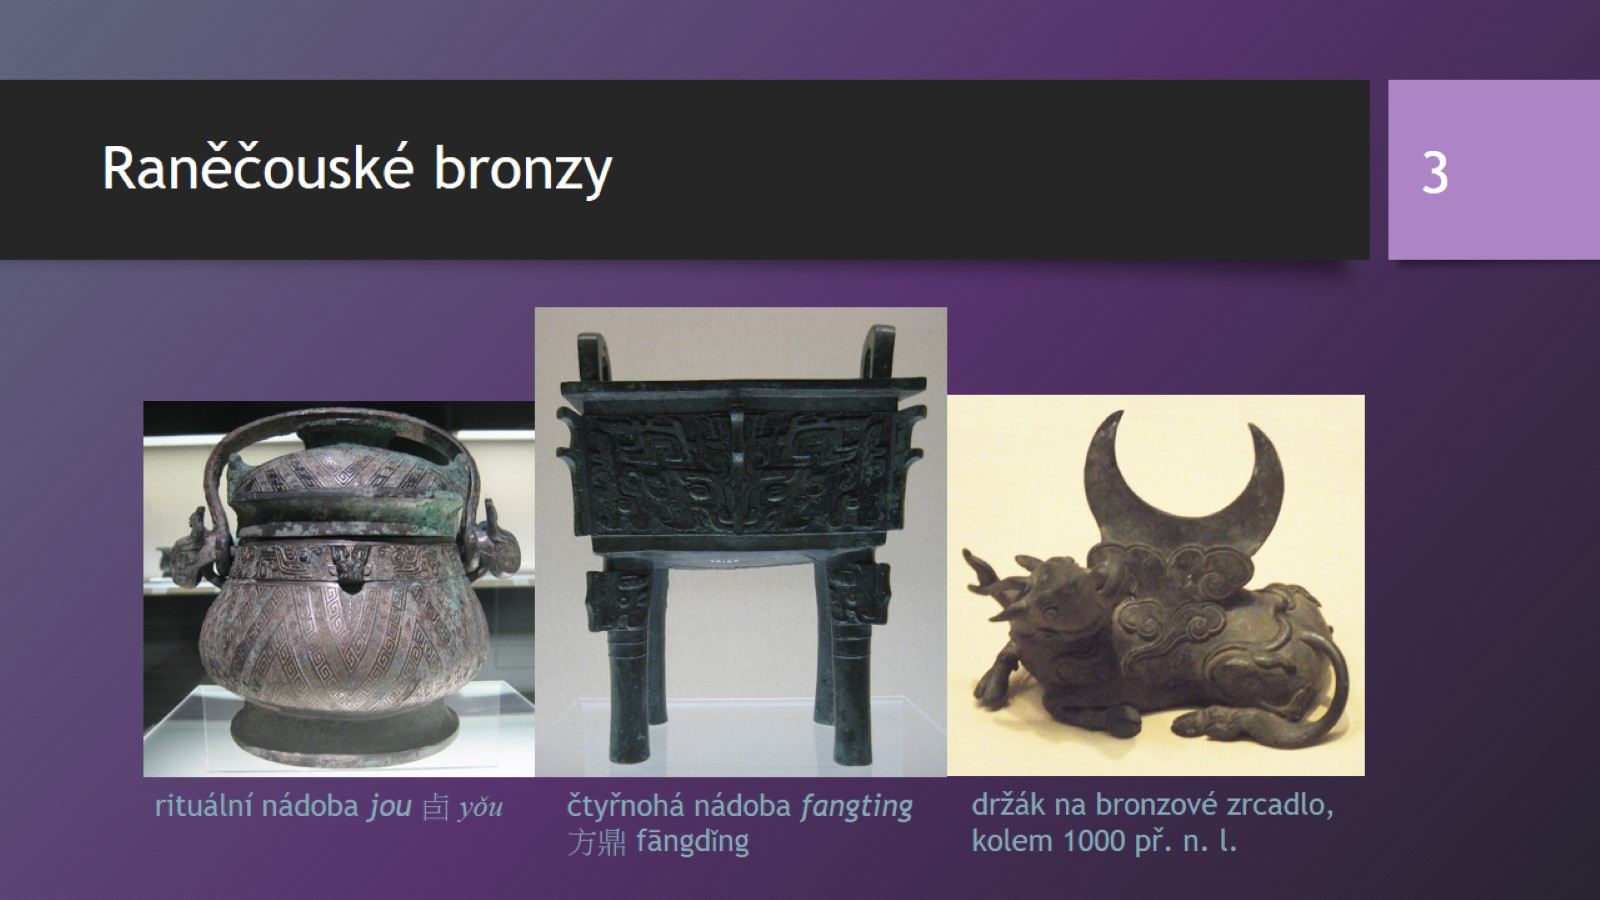 Raněčouské bronzy
3
rituální nádoba jou 卣 yǒu
čtyřnohá nádoba fangting
方鼎 fāngdǐng
držák na bronzové zrcadlo,
kolem 1000 př. n. l.